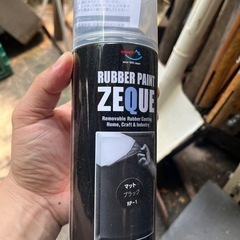 RUBBER PAINT
ZEQUE
Removable Rubber Coating
Home, Craft & Industry
マット
ブラック
RP-1